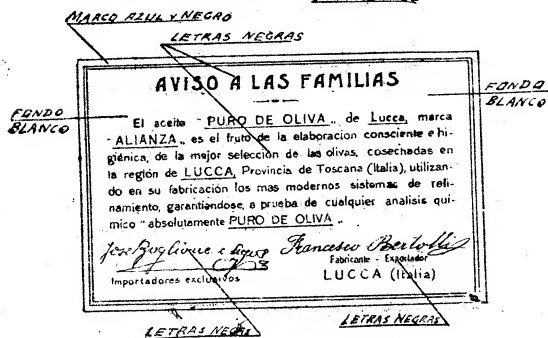 MARCO AZUL Y NEGRO
LETRAS NEGRAS
AVISO A LAS FAMILIAS
FONDO BLANCO
FONDO BLANCO
El aceite "PURO DE OLIVA" de Lucca, marca
"ALIANZA" es el fruto de la elaboración consciente e hi-
giénica, de la mejor selección de las olivas, cosechadas en
la región de LUCCA, Provincia de Toscana (Italia), utilizan-
do en su fabricación los mas modernos sistemas de refi-
namiento, garantiéndose, a prueba de cualquier analisis qui-
mico "absolutamente PURO DE OLIVA".
Jose Boglione Francesco Bertolli
Fabricante - Exportador
Importadores exclusivos LUCCA (Italia)
LETRAS NEGRAS LETRAS NEGRAS